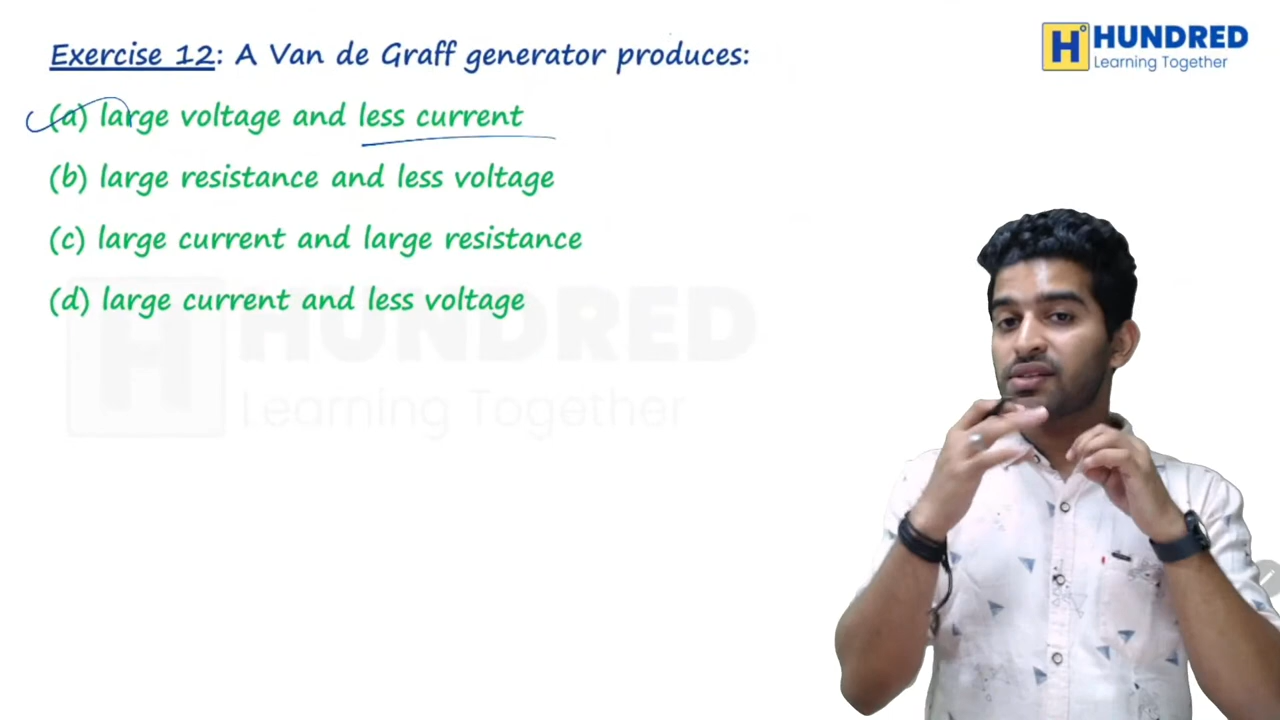 Exercise 12: A Van de Graff generator produces:
H° HUNDRED
Learning Together
(a) large voltage and less current
(b) large resistance and less voltage
(c) large current and large resistance
(d) large current and less voltage
H HUNDRED
Learning Together